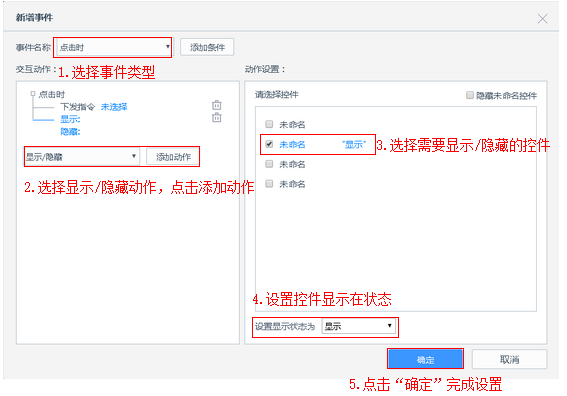 新增事件
事件名称 点击时 添加条件
交互动作： 动作设置：
1.选择事件类型
点击时
下发指令 未选择
显示:
隐藏:
显示/隐藏 添加动作
2.选择显示/隐藏动作，点击添加动作
请选择控件 隐藏未命名控件
未命名
未命名 "显示"
3.选择需要显示/隐藏的控件
未命名
未命名
4.设置控件显示在状态
设置显示状态为 显示
确定 取消
5.点击“确定”完成设置